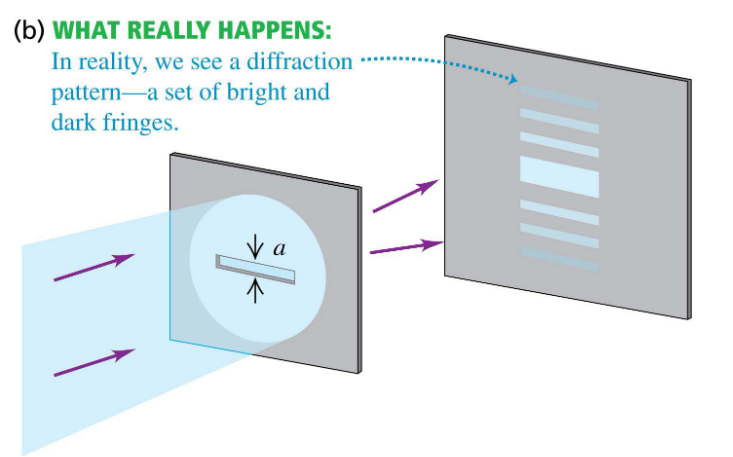 (b) WHAT REALLY HAPPENS:
In reality, we see a diffraction
pattern—a set of bright and
dark fringes.
a